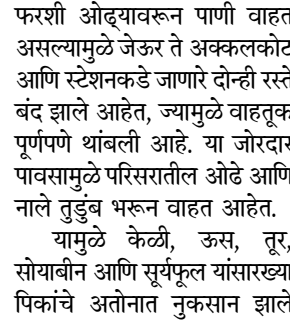 फरशी ओढ्यावरून पाणी वाहत
असल्यामुळे जेऊर ते अक्कलकोट
आणि स्टेशनकडे जाणारे दोन्ही रस्ते
बंद झाले आहेत, ज्यामुळे वाहतूक
पूर्णपणे थांबली आहे. या जोरदार
पावसामुळे परिसरातील ओढे आणि
नाले तुडुंब भरून वाहत आहेत.
यामुळे केळी, ऊस, तूर,
सोयाबीन आणि सूर्यफूल यांसारख्या
पिकांचे अतोनात नुकसान झाले